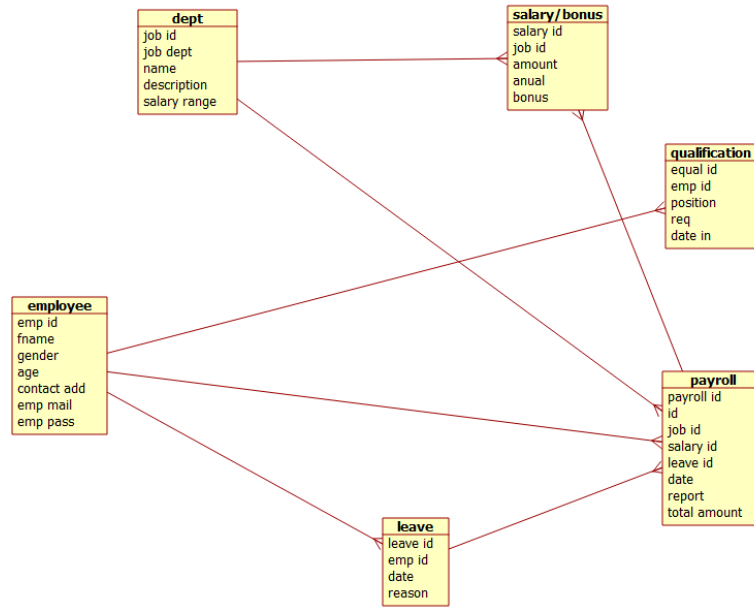 dept
job id
job dept
name
description
salary range
salary/bonus
salary id
job id
amount
anual
bonus
qualification
equal id
emp id
position
req
date in
employee
emp id
fname
gender
age
contact add
emp mail
emp pass
payroll
payroll id
id
job id
salary id
leave id
date
report
total amount
leave
leave id
emp id
date
reason